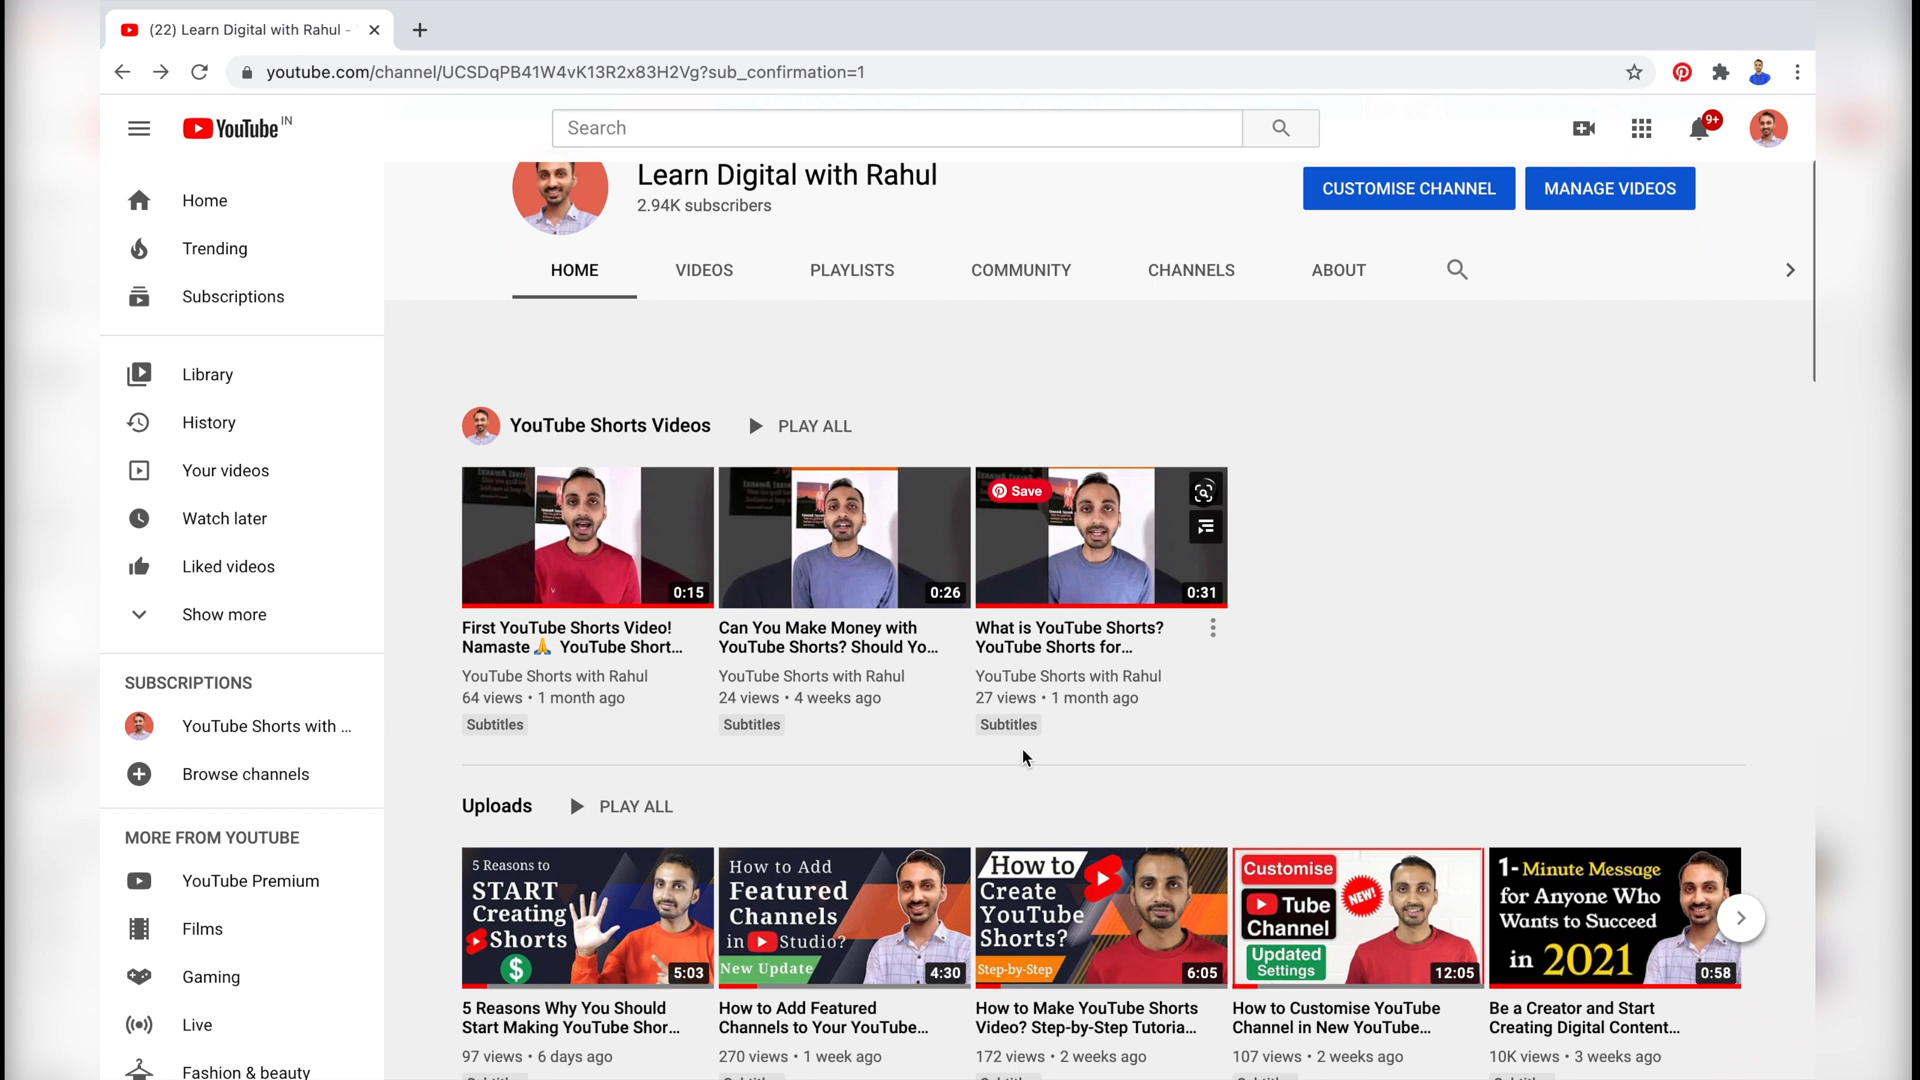 (22) Learn Digital with Rahul -
youtube.com/channel/UCSDqPB41W4vK13R2x83H2Vg?sub_confirmation=1
YouTube IN
Search
9+
Home
Trending
Subscriptions
Library
History
Your videos
Watch later
Liked videos
Show more
SUBSCRIPTIONS
YouTube Shorts with ...
Browse channels
MORE FROM YOUTUBE
YouTube Premium
Films
Gaming
Live
Fashion & beauty
Learn Digital with Rahul
2.94K subscribers
CUSTOMISE CHANNEL
MANAGE VIDEOS
HOME
VIDEOS
PLAYLISTS
COMMUNITY
CHANNELS
ABOUT
YouTube Shorts Videos
PLAY ALL
0:15
First YouTube Shorts Video!
Namaste🙏 YouTube Short...
YouTube Shorts with Rahul
64 views • 1 month ago
Subtitles
0:26
Can You Make Money with
YouTube Shorts? Should Yo...
YouTube Shorts with Rahul
24 views • 4 weeks ago
Subtitles
Save
0:31
What is YouTube Shorts?
YouTube Shorts for...
YouTube Shorts with Rahul
27 views • 1 month ago
Subtitles
Uploads
PLAY ALL
5 Reasons to
START
Creating
Shorts
$
5:03
5 Reasons Why You Should
Start Making YouTube Shor...
97 views • 6 days ago
How to Add
Featured
Channels
in Studio?
New Update
4:30
How to Add Featured
Channels to Your YouTube...
270 views • 1 week ago
How to
Create
YouTube
Shorts?
Step-by-Step
6:05
How to Make YouTube Shorts
Video? Step-by-Step Tutoria...
172 views • 2 weeks ago
Customise
Tube
NEW!
Channel
Updated
Settings
12:05
How to Customise YouTube
Channel in New YouTube...
107 views • 2 weeks ago
1- Minute Message
for Anyone Who
Wants to Succeed
in 2021
0:58
Be a Creator and Start
Creating Digital Content...
10K views • 3 weeks ago